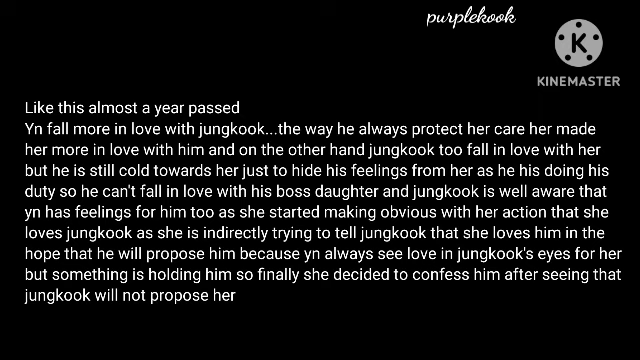 purplekook
K
KINEMASTER
Like this almost a year passed
Yn fall more in love with jungkook...the way he always protect her care her made
her more in love with him and on the other hand jungkook too fall in love with her
but he is still cold towards her just to hide his feelings from her as he his doing his
duty so he can't fall in love with his boss daughter and jungkook is well aware that
yn has feelings for him too as she started making obvious with her action that she
loves jungkook as she is indirectly trying to tell jungkook that she loves him in the
hope that he will propose him because yn always see love in jungkook's eyes for her
but something is holding him so finally she decided to confess him after seeing that
jungkook will not propose her